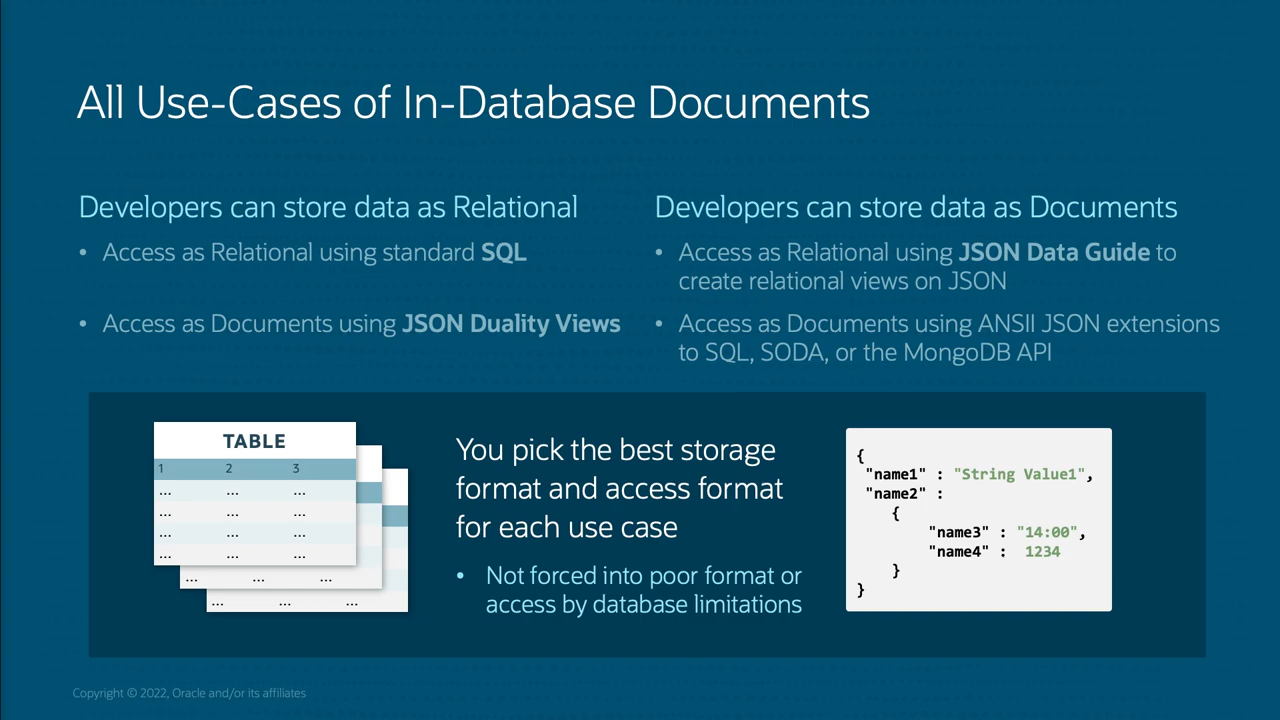 All Use-Cases of In-Database Documents
Developers can store data as Relational
• Access as Relational using standard SQL
• Access as Documents using JSON Duality Views
Developers can store data as Documents
• Access as Relational using JSON Data Guide to
create relational views on JSON
• Access as Documents using ANSII JSON extensions
to SQL, SODA, or the MongoDB API
TABLE
1 2 3
... ... ...
... ... ...
... ... ...
... ... ...
... ... ...
... ... ...
You pick the best storage
format and access format
for each use case
• Not forced into poor format or
access by database limitations
{
"name1" : "String Value1",
"name2" :
{
"name3" : "14:00",
"name4" : 1234
}
}
Copyright © 2022, Oracle and/or its affiliates